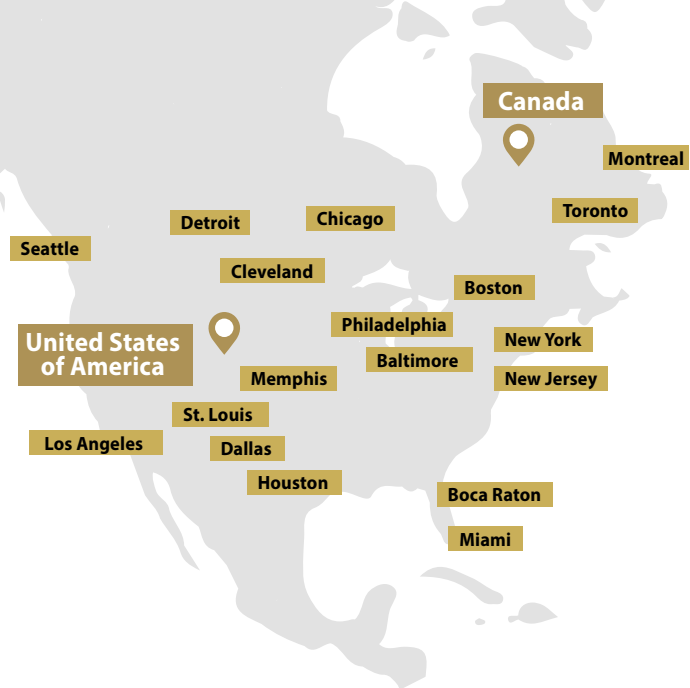 Canada
Montreal
Toronto
Chicago
Detroit
Seattle
Cleveland
Boston
Philadelphia
New York
United States
of America
Baltimore
Memphis
New Jersey
St. Louis
Los Angeles
Dallas
Houston
Boca Raton
Miami